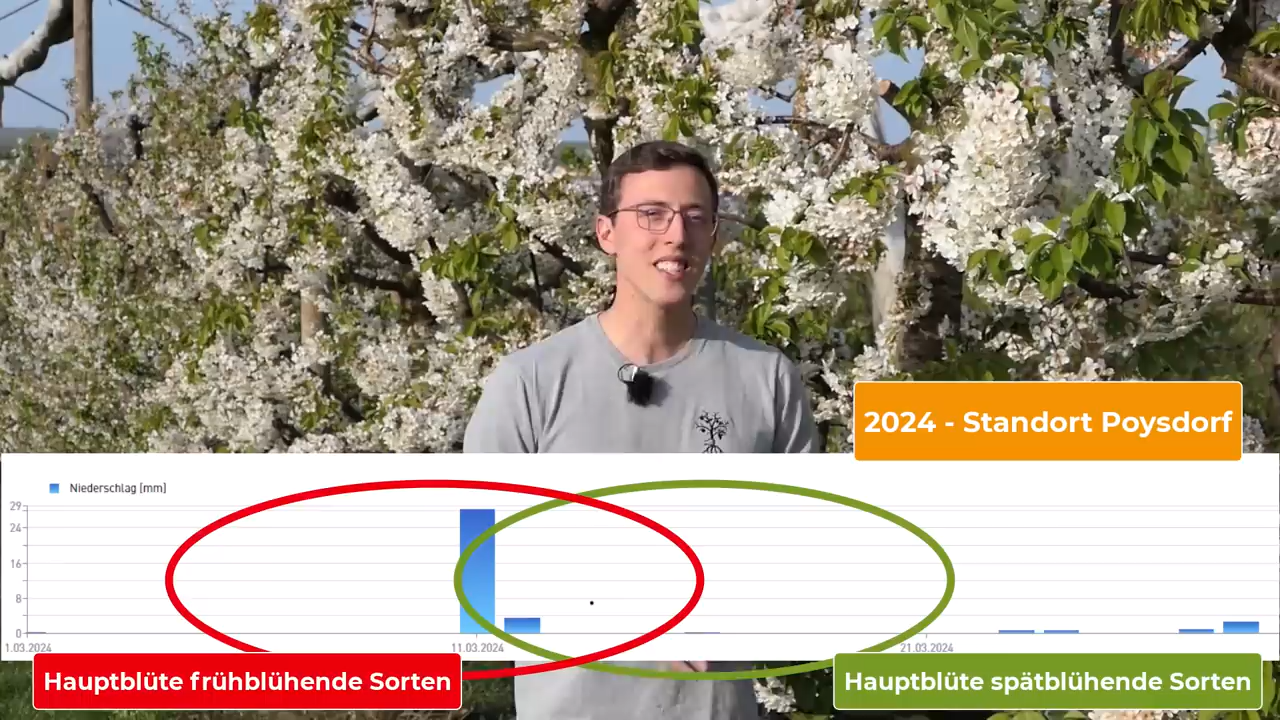 2024 - Standort Poysdorf
Niederschlag [mm]
29
24
16
8
0
1.03.2024
11.03.2024
21.03.2024
Hauptblüte frühblühende Sorten
Hauptblüte spätblühende Sorten